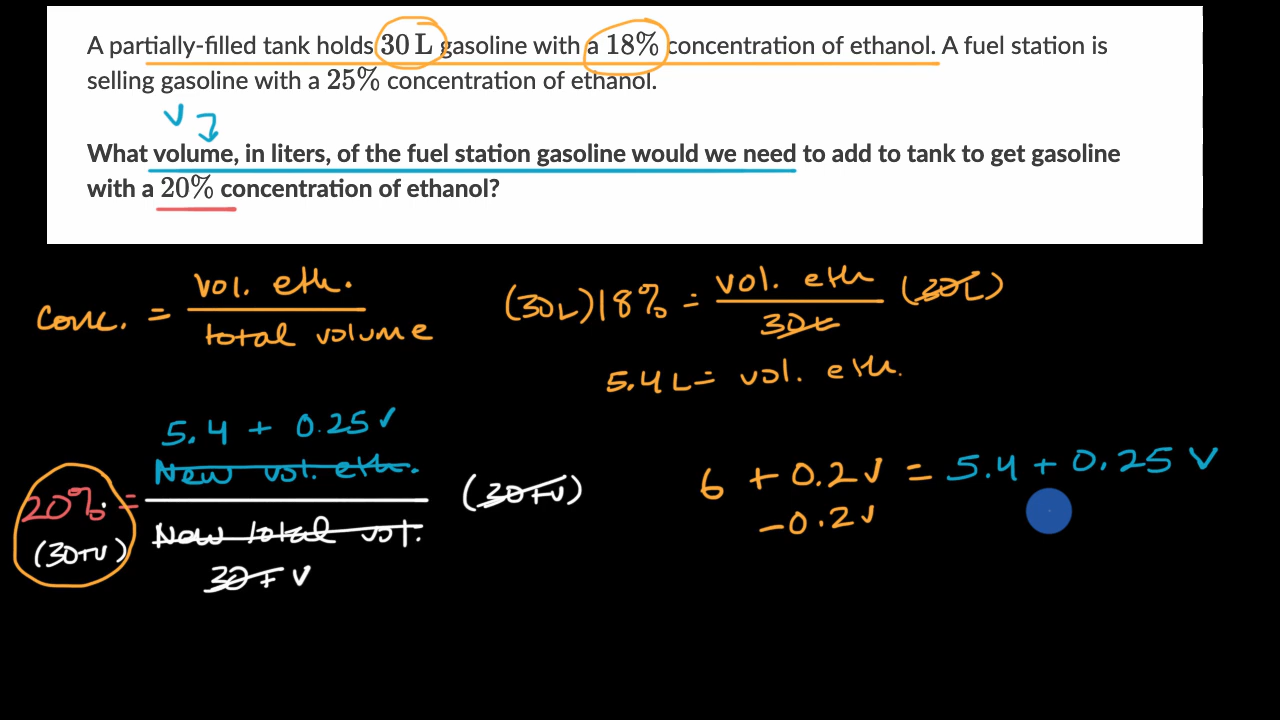 A partially-filled tank holds 30 L gasoline with a 18% concentration of ethanol. A fuel station is
selling gasoline with a 25% concentration of ethanol.
V
What volume, in liters, of the fuel station gasoline would we need to add to tank to get gasoline
with a 20% concentration of ethanol?
Conc. = vol. eth. / total volume
(30L)18% = vol. eth / 30L (30L)
5.4 L = vol. eth.
5.4 + 0.25 v
New vol. eth.
20% =
(30+v)
(30+v)
New total vol.
30 + v
6 + 0.2v = 5.4 + 0.25 V
-0.2v